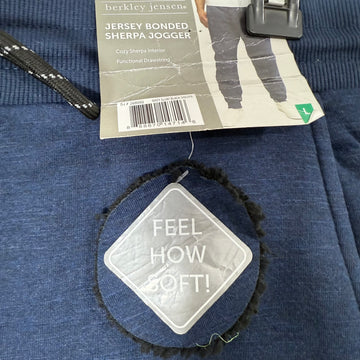 berkley jensen®
JERSEY BONDED
SHERPA JOGGER
Cozy Sherpa Interior
Functional Drawstring
L
FEEL
HOW
SOFT!